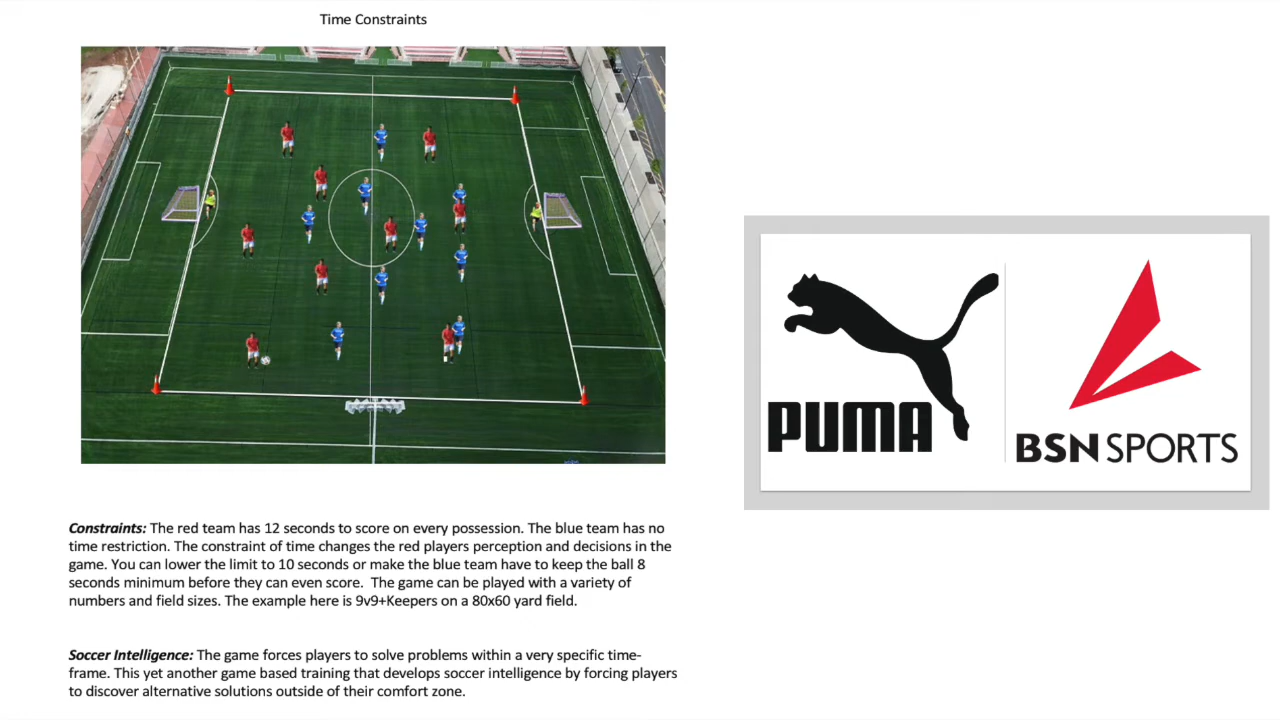 Time Constraints
Constraints: The red team has 12 seconds to score on every possession. The blue team has no
time restriction. The constraint of time changes the red players perception and decisions in the
game. You can lower the limit to 10 seconds or make the blue team have to keep the ball 8
seconds minimum before they can even score.  The game can be played with a variety of
numbers and field sizes. The example here is 9v9+Keepers on a 80x60 yard field.
Soccer Intelligence: The game forces players to solve problems within a very specific time-
frame. This yet another game based training that develops soccer intelligence by forcing players
to discover alternative solutions outside of their comfort zone.
PUMA
BSN SPORTS